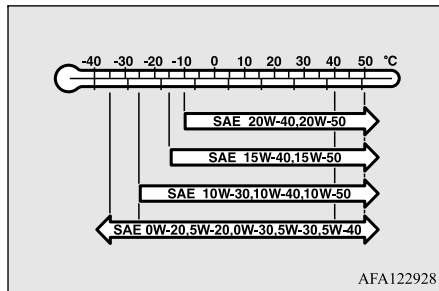 -40 -30 -20 -10 0 10 20 30 40 50 °C
SAE 20W-40,20W-50
SAE 15W-40,15W-50
SAE 10W-30,10W-40,10W-50
SAE 0W-20,5W-20,0W-30,5W-30,5W-40
AFA122928